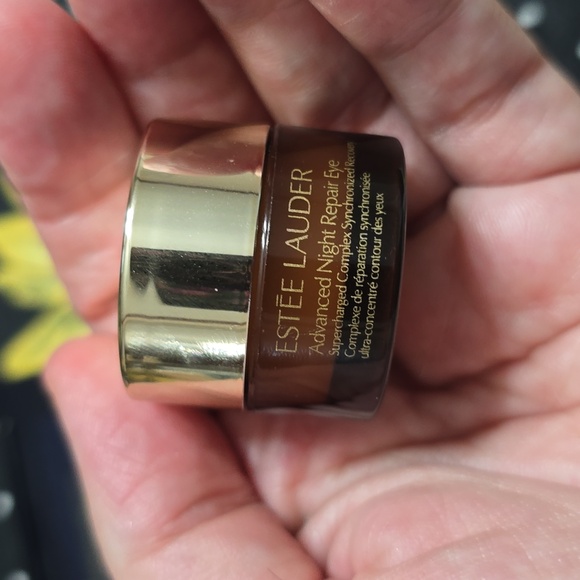 ESTĒE LAUDER
Advanced Night Repair Eye
Supercharged Complex Synchronized Recovery
Complexe de réparation synchronisée
ultra-concentré contour des yeux